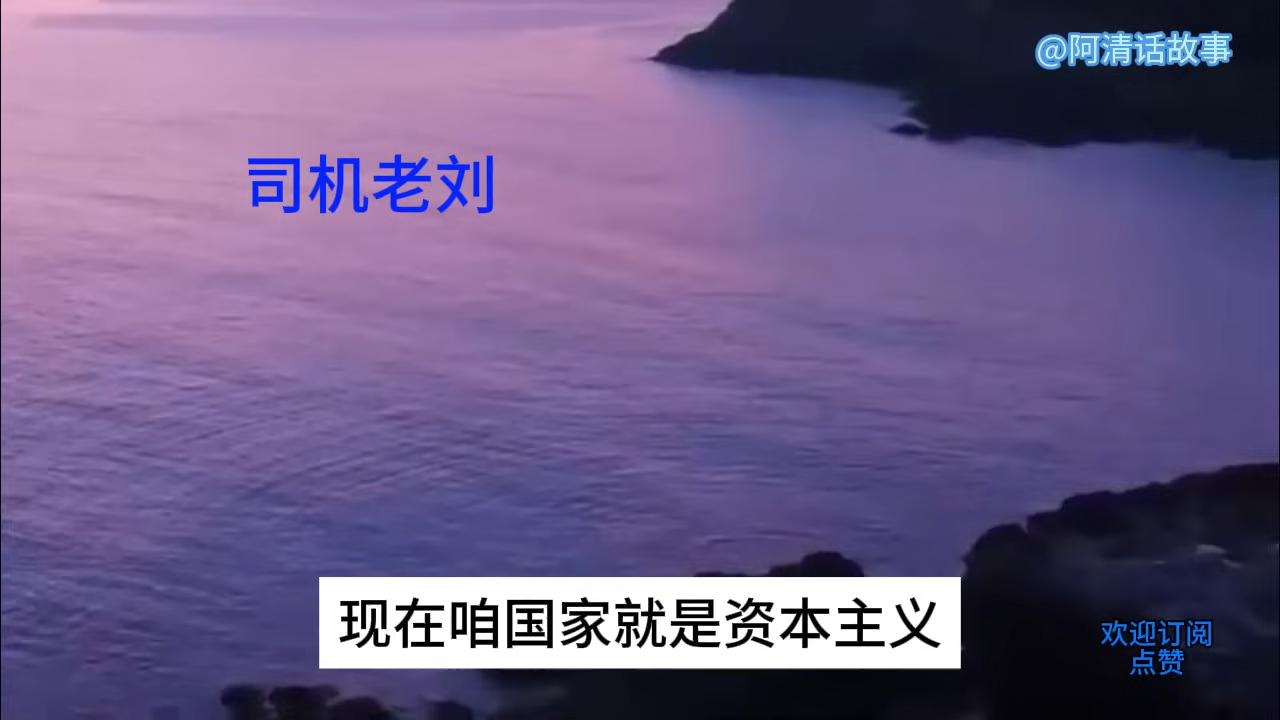 @阿清话故事
司机老刘
现在咱国家就是资本主义
欢迎订阅
点赞